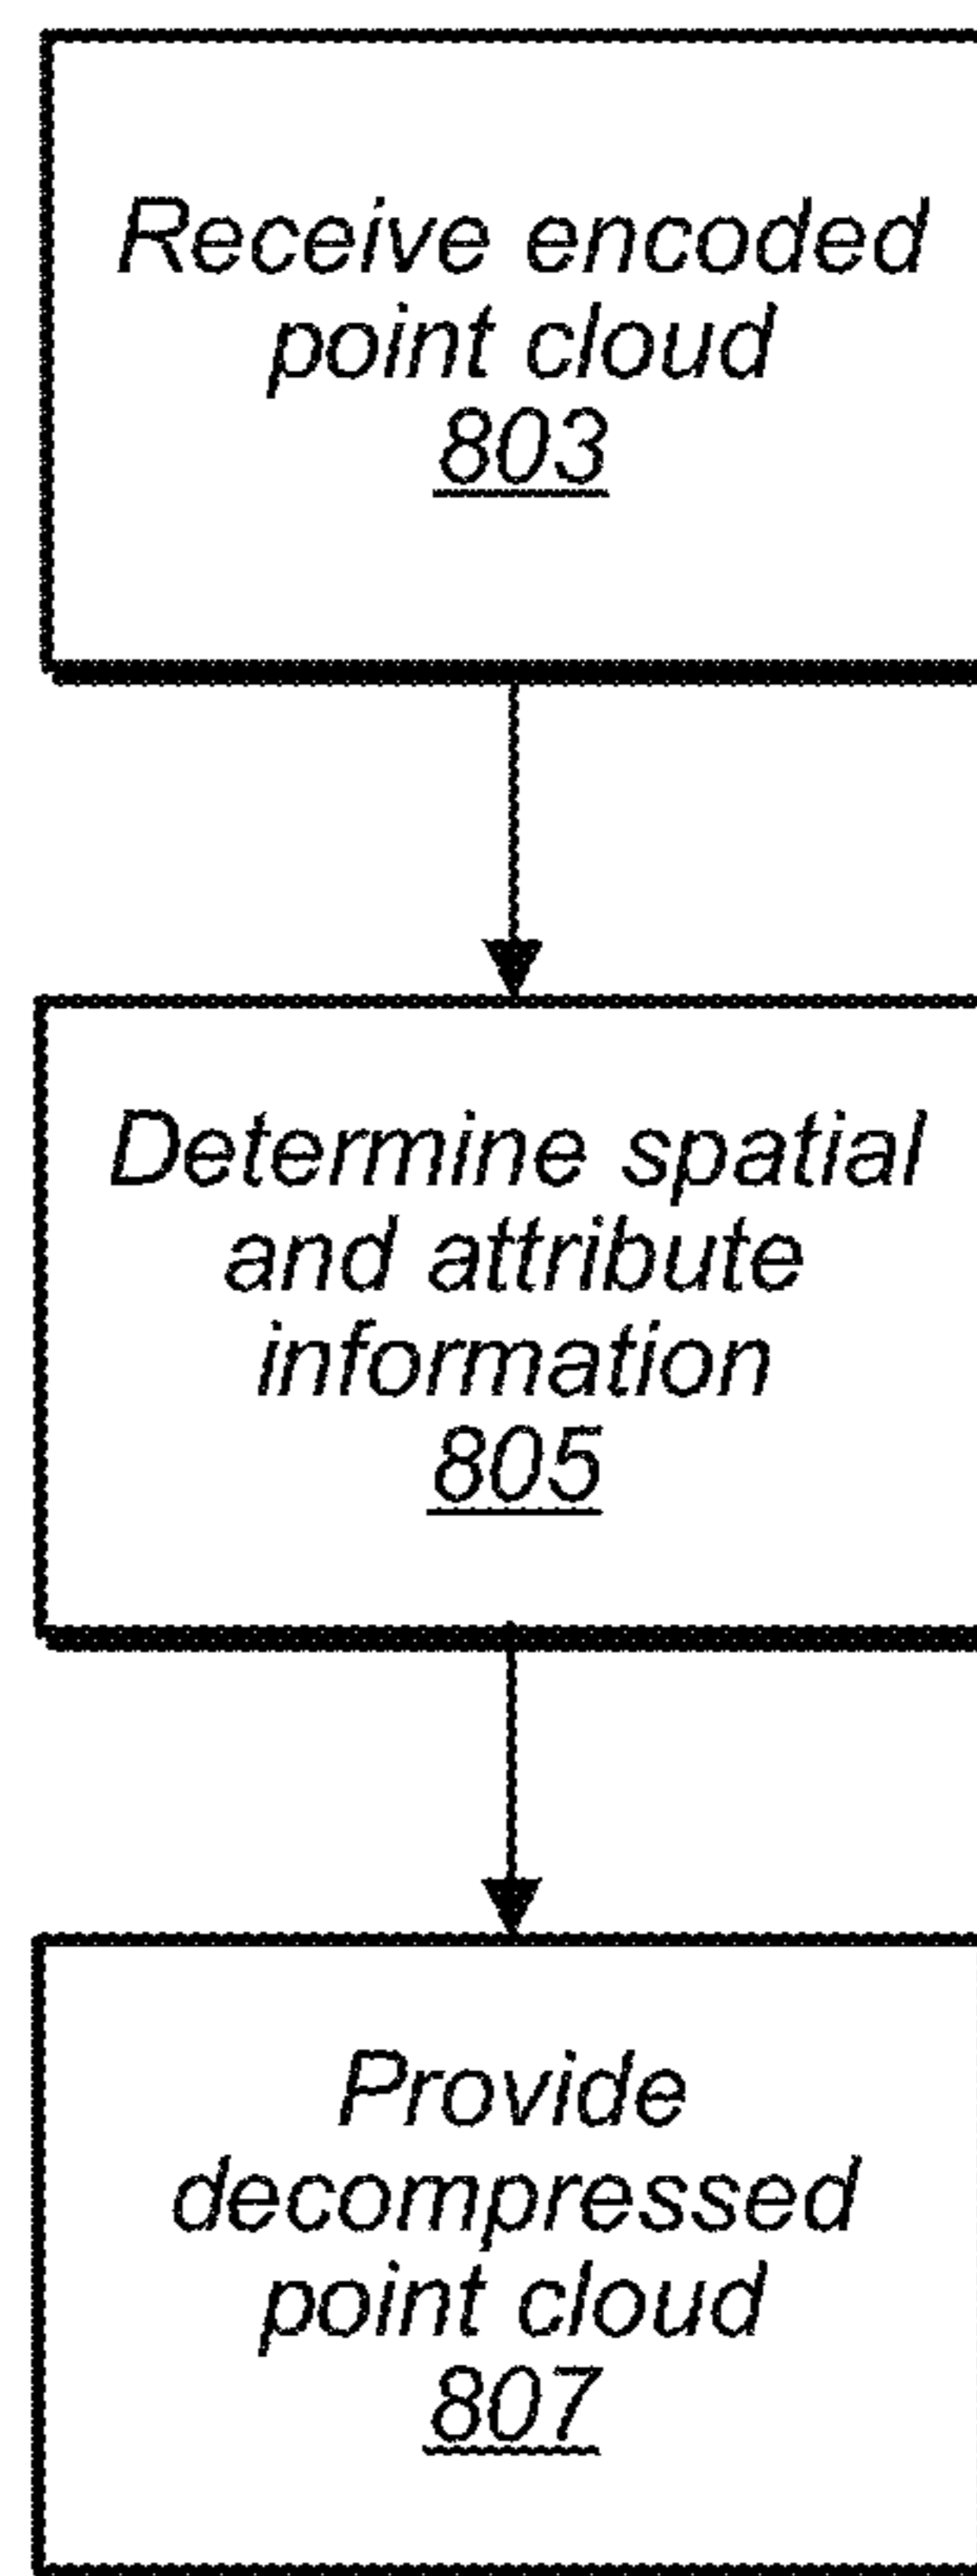 Receive encoded
point cloud
803
Determine spatial
and attribute
information
805
Provide
decompressed
point cloud
807